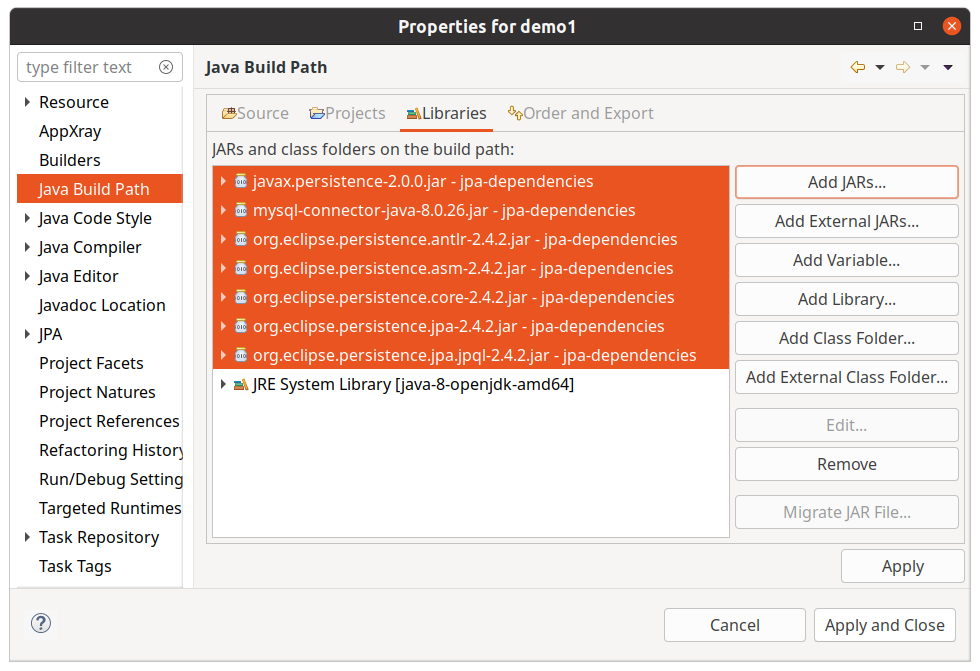 Properties for demo1
type filter text
Resource
AppXray
Builders
Java Build Path
Java Code Style
Java Compiler
Java Editor
Javadoc Location
JPA
Project Facets
Project Natures
Project References
Refactoring History
Run/Debug Setting
Targeted Runtimes
Task Repository
Task Tags
Java Build Path
Source Projects Libraries Order and Export
JARs and class folders on the build path:
javax.persistence-2.0.0.jar - jpa-dependencies
mysql-connector-java-8.0.26.jar - jpa-dependencies
org.eclipse.persistence.antlr-2.4.2.jar - jpa-dependencies
org.eclipse.persistence.asm-2.4.2.jar - jpa-dependencies
org.eclipse.persistence.core-2.4.2.jar - jpa-dependencies
org.eclipse.persistence.jpa-2.4.2.jar - jpa-dependencies
org.eclipse.persistence.jpa.jpql-2.4.2.jar - jpa-dependencies
JRE System Library [java-8-openjdk-amd64]
Add JARs...
Add External JARs...
Add Variable...
Add Library...
Add Class Folder...
Add External Class Folder...
Edit...
Remove
Migrate JAR File...
Apply
?
Cancel
Apply and Close